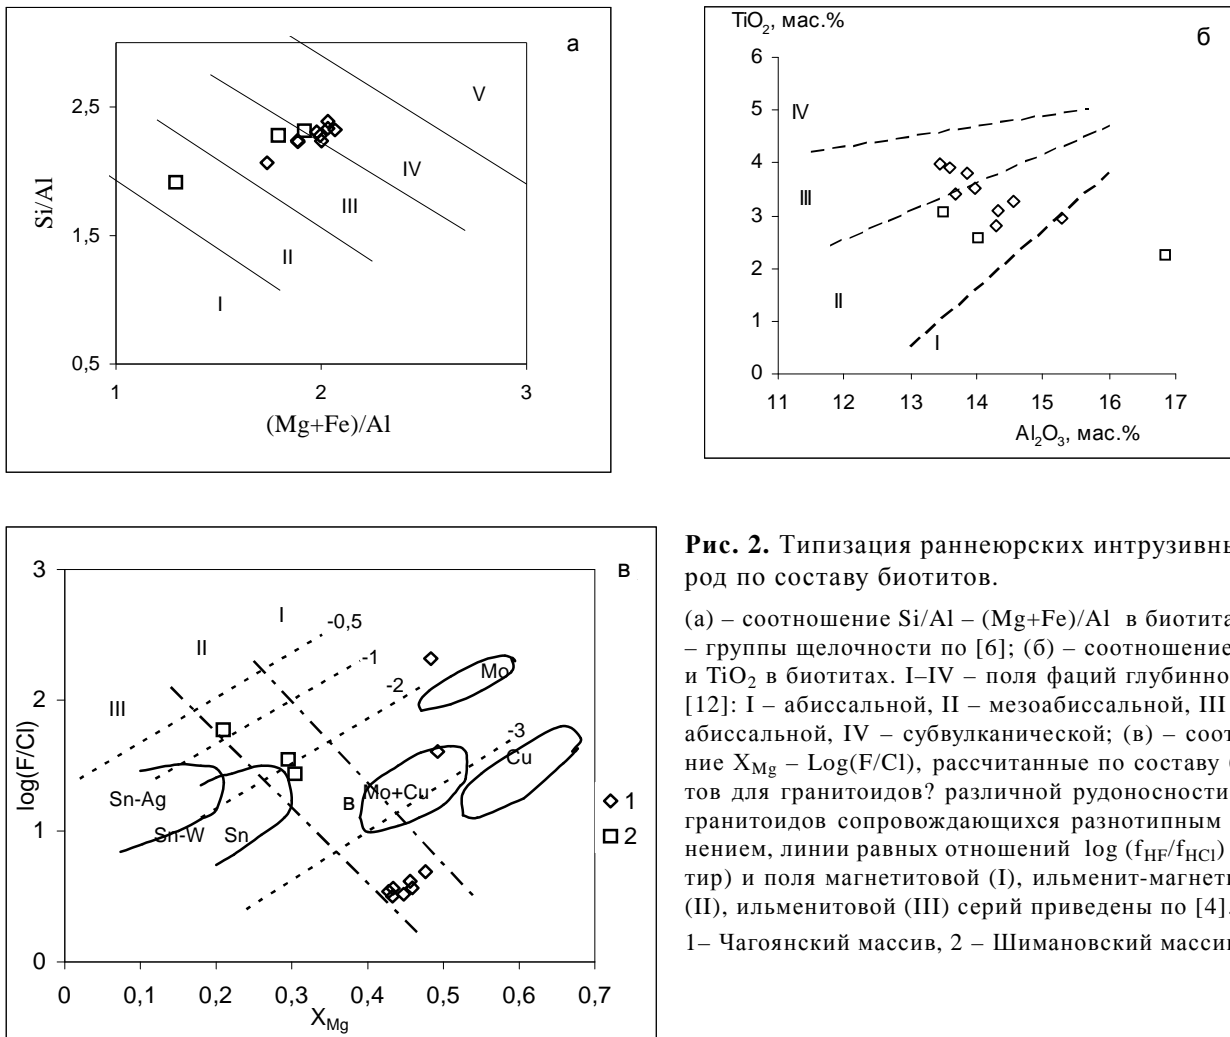 а
V
IV
III
II
I
2,5
1,5
0,5
Si/Al
1 2 3
(Mg+Fe)/Al
TiO₂, мас.%
б
6
5
4
3
2
1
0
IV
III
II
I
11 12 13 14 15 16 17
Al₂O₃, мас.%
в
3
2
1
0
log(F/Cl)
I
II
III
-0,5
-1
-2
-3
Mo
Cu
Mo+Cu
в
Sn-Ag
Sn-W
Sn
0 0,1 0,2 0,3 0,4 0,5 0,6 0,7
X_Mg
1
2
Рис. 2. Типизация раннеюрских интрузивны
род по составу биотитов.
(а) – соотношение Si/Al – (Mg+Fe)/Al в биотита
– группы щелочности по [6]; (б) – соотношение
и TiO₂ в биотитах. I–IV – поля фаций глубинно
[12]: I – абиссальной, II – мезоабиссальной, III
абиссальной, IV – субвулканической; (в) – соот
ние X_Mg – Log(F/Cl), рассчитанные по составу б
тов для гранитоидов? различной рудоносности
гранитоидов сопровождающихся разнотипным
нением, линии равных отношений log (f_HF/f_HCl)
тир) и поля магнетитовой (I), ильменит-магнет
(II), ильменитовой (III) серий приведены по [4].
1– Чагоянский массив, 2 – Шимановский массив